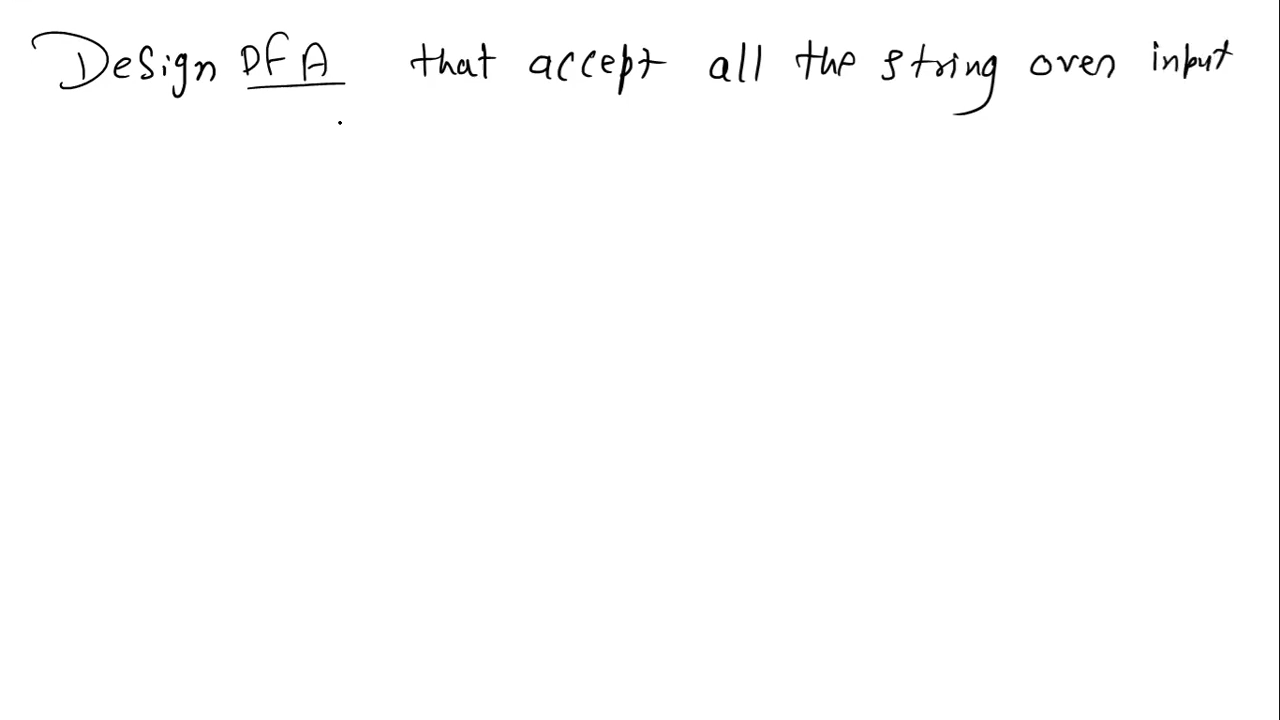 Design DFA that accept all the string over input